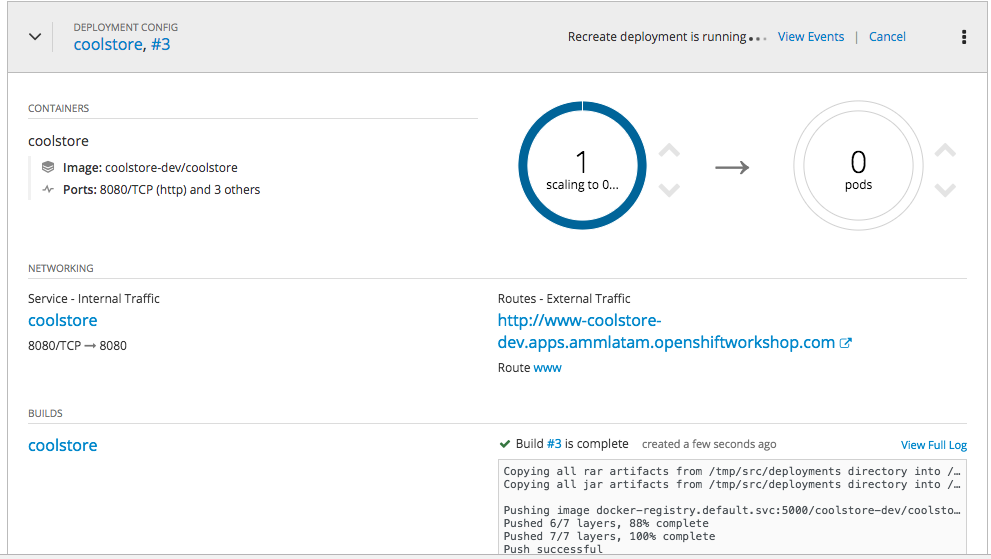 DEPLOYMENT CONFIG
coolstore, #3
Recreate deployment is running... View Events | Cancel
CONTAINERS
coolstore
Image: coolstore-dev/coolstore
Ports: 8080/TCP (http) and 3 others
1
scaling to 0...
0
pods
NETWORKING
Service - Internal Traffic
coolstore
8080/TCP → 8080
Routes - External Traffic
http://www-coolstore-
dev.apps.ammlatam.openshiftworkshop.com
Route www
BUILDS
coolstore
Build #3 is complete created a few seconds ago
View Full Log
Copying all rar artifacts from /tmp/src/deployments directory into /…
Copying all jar artifacts from /tmp/src/deployments directory into /…
Pushing image docker-registry.default.svc:5000/coolstore-dev/coolsto…
Pushed 6/7 layers, 88% complete
Pushed 7/7 layers, 100% complete
Push successful